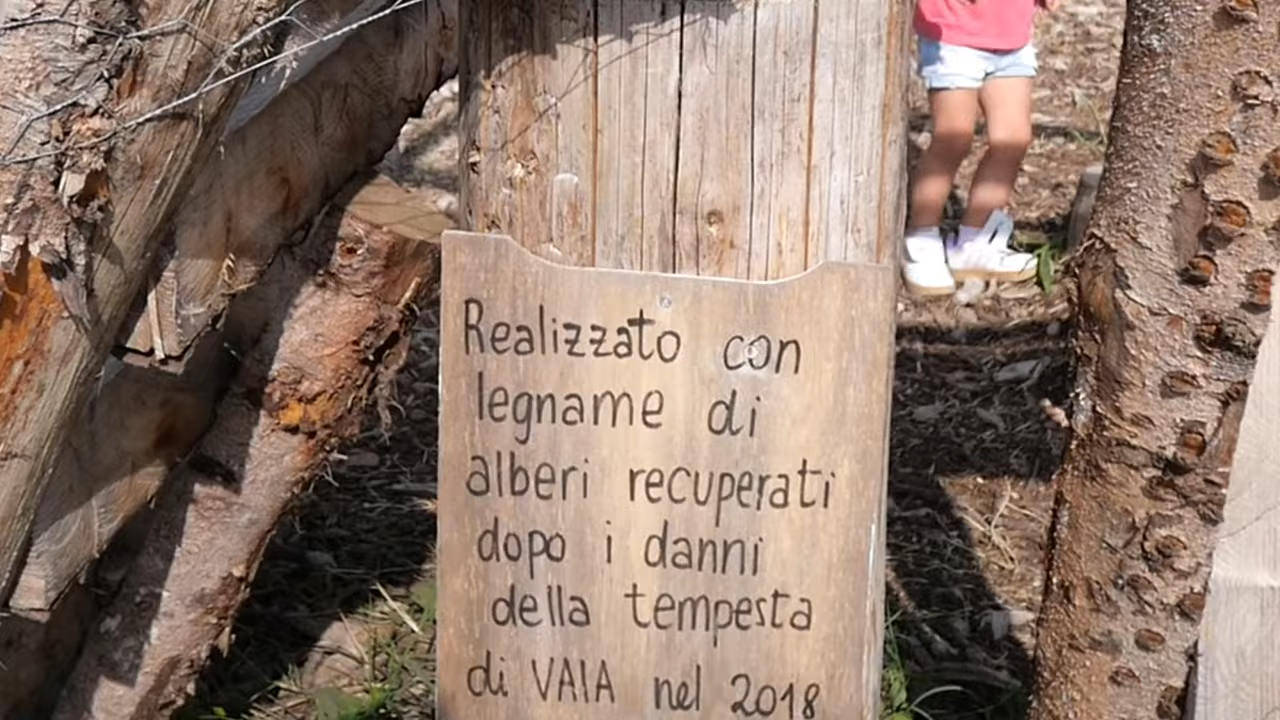 Realizzato con
legname di
alberi recuperati
dopo i danni
della tempesta
di VAIA nel 2018